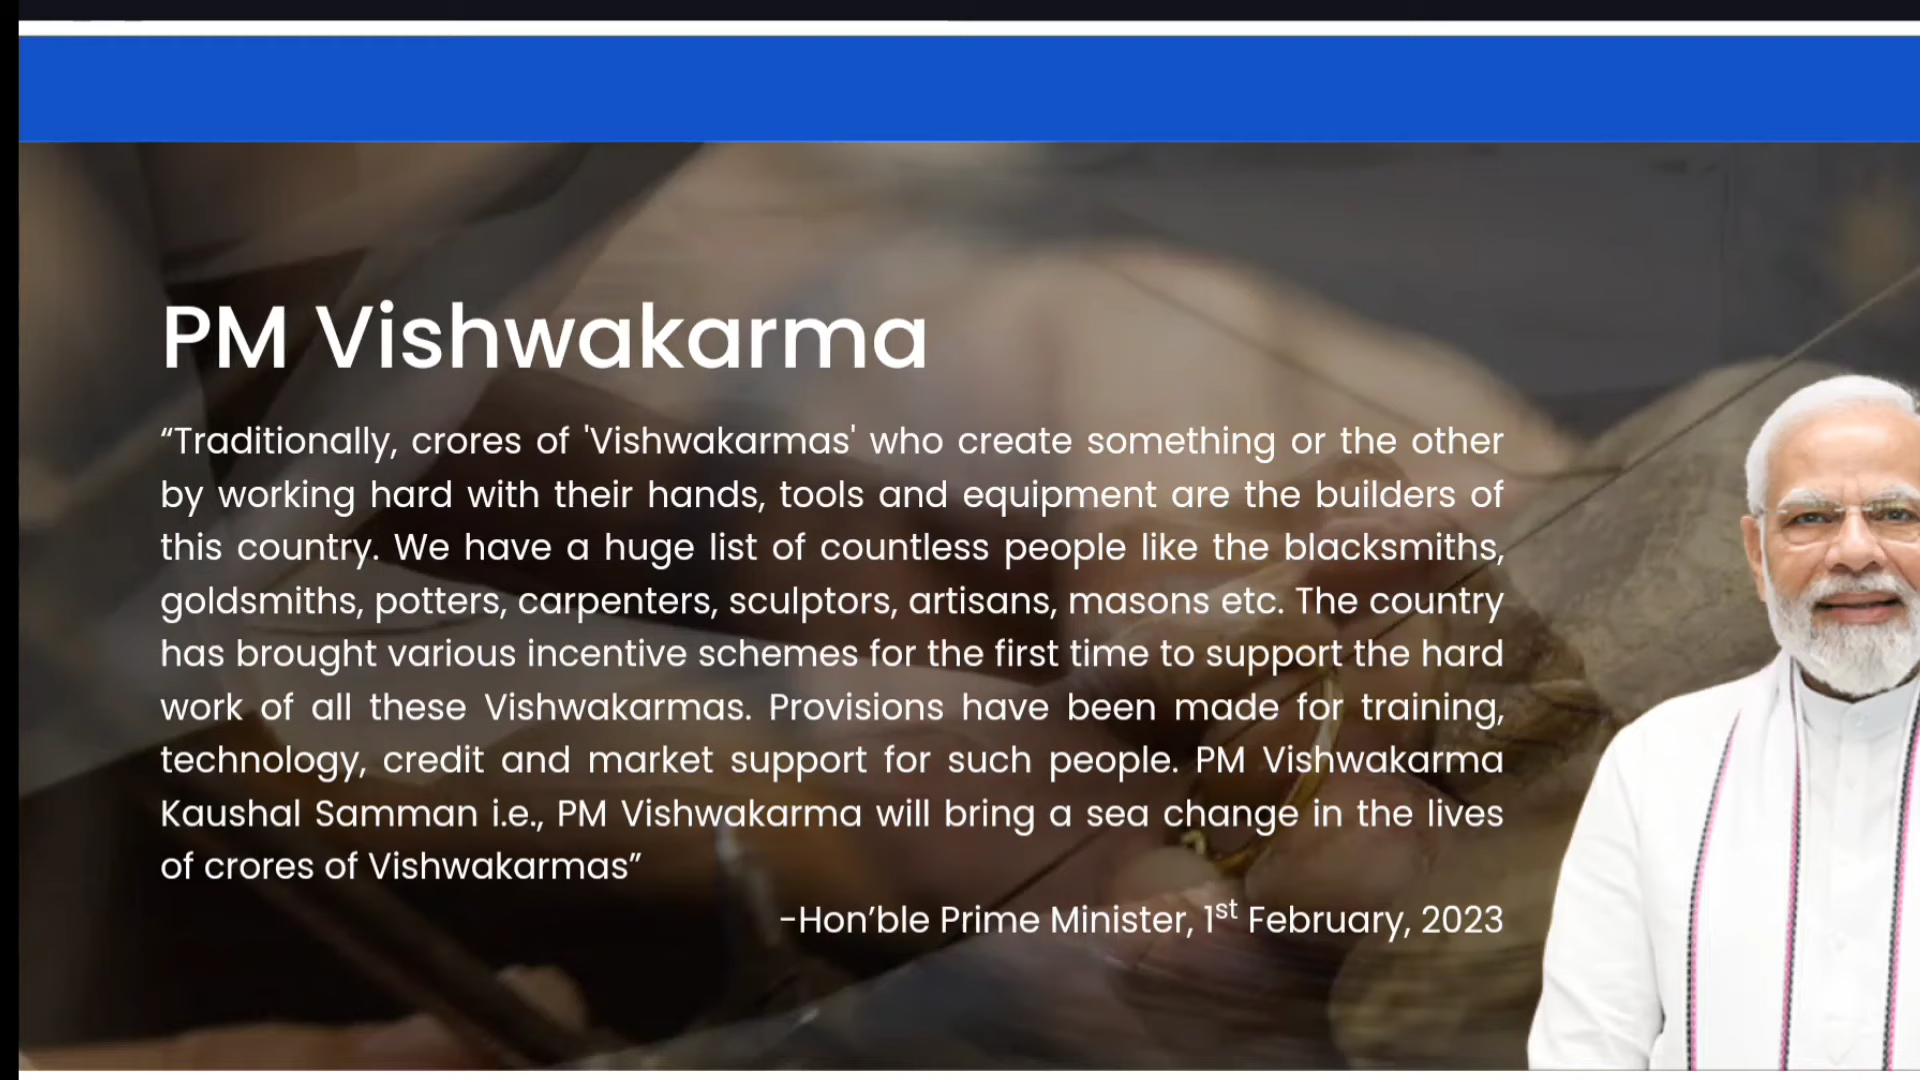 PM Vishwakarma
“Traditionally, crores of 'Vishwakarmas' who create something or the other
by working hard with their hands, tools and equipment are the builders of
this country. We have a huge list of countless people like the blacksmiths,
goldsmiths, potters, carpenters, sculptors, artisans, masons etc. The country
has brought various incentive schemes for the first time to support the hard
work of all these Vishwakarmas. Provisions have been made for training,
technology, credit and market support for such people. PM Vishwakarma
Kaushal Samman i.e., PM Vishwakarma will bring a sea change in the lives
of crores of Vishwakarmas”
-Hon’ble Prime Minister, 1st February, 2023